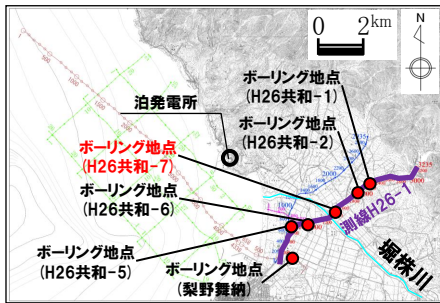 0 2km
N
ボーリング地点
(H26共和-1)
泊発電所
ボーリング地点
(H26共和-2)
ボーリング地点
(H26共和-7)
ボーリング地点
(H26共和-6)
測線H26-1
堀株川
ボーリング地点
(H26共和-5)
ボーリング地点
(梨野舞納)